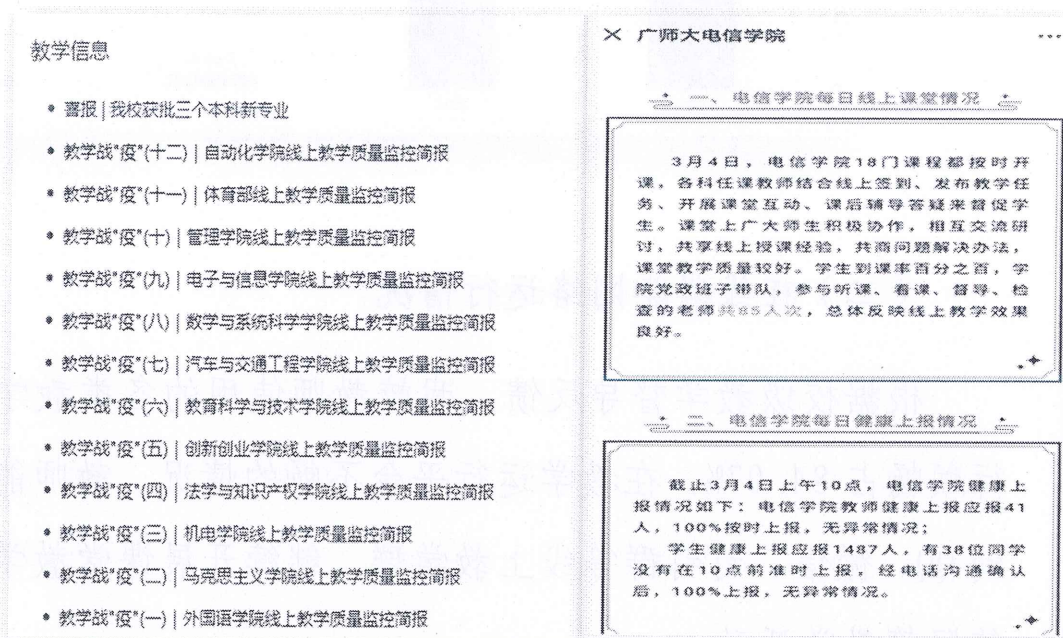 教学信息
喜报|我校获批三个本科新专业
教学战"疫"(十二)|自动化学院线上教学质量监控简报
教学战"疫"(十一)|体育部线上教学质量监控简报
教学战"疫"(十)|管理学院线上教学质量监控简报
教学战"疫"(九)|电子与信息学院线上教学质量监控简报
教学战"疫"(八)|数学与系统科学学院线上教学质量监控简报
教学战"疫"(七)|汽车与交通工程学院线上教学质量监控简报
教学战"疫"(六)|教育科学与技术学院线上教学质量监控简报
教学战"疫"(五)|创新创业学院线上教学质量监控简报
教学战"疫"(四)|法学与知识产权学院线上教学质量监控简报
教学战"疫"(三)|机电学院线上教学质量监控简报
教学战"疫"(二)|马克思主义学院线上教学质量监控简报
教学战"疫"(一)|外国语学院线上教学质量监控简报
广师大电信学院
一、电信学院每日线上课堂情况
3月4日，电信学院18门课程都按时开
课，各科任课教师结合线上签到、发布教学任
务、开展课堂互动、课后辅导答疑来督促学
生。课堂上广大师生积极协作，相互交流研
讨，共享线上授课经验，共商问题解决办法，
课堂教学质量较好。学生到课率百分之百，学
院党政班子带队，参与听课、看课、督导、检
查的老师共85人次，总体反映线上教学效果
良好。
二、电信学院每日健康上报情况
截止3月4日上午10点，电信学院健康上
报情况如下：电信学院教师健康上报应报41
人，100%按时上报，无异常情况；
学生健康上报应报1487人，有38位同学
没有在10点前准时上报，经电话沟通确认
后，100%上报，无异常情况。